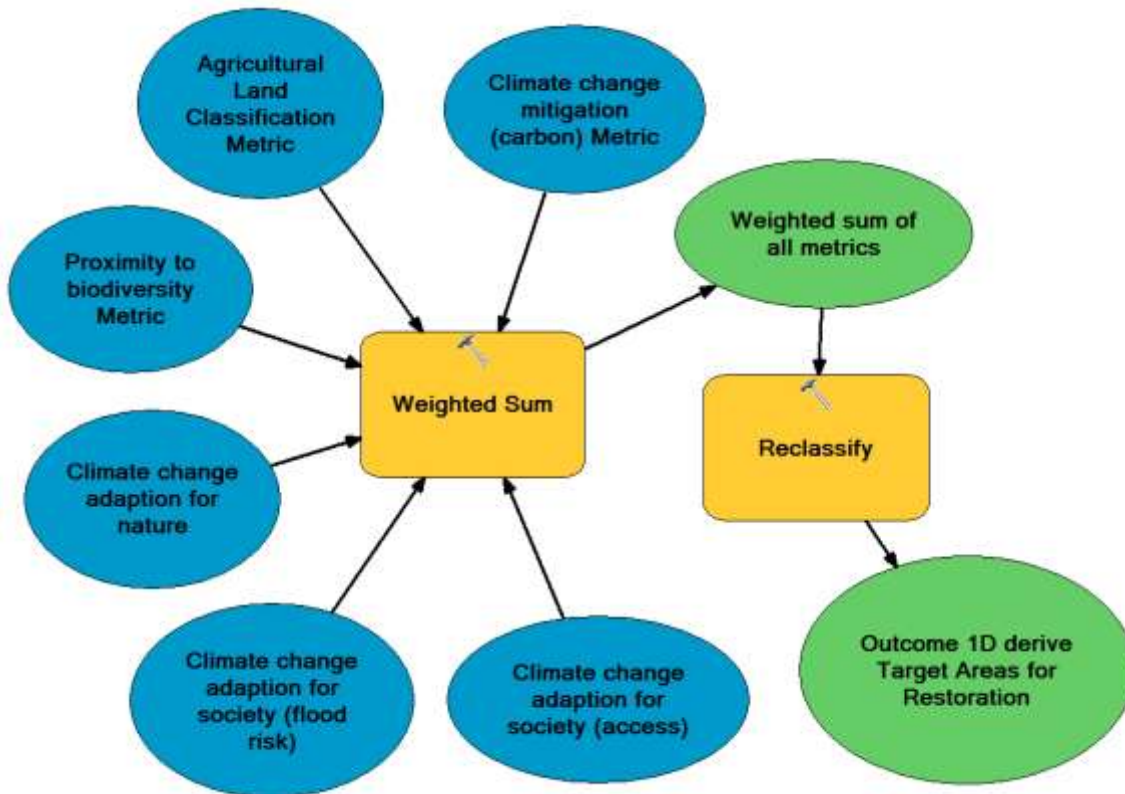 Agricultural
Land
Classification
Metric
Climate change
mitigation
(carbon) Metric
Weighted sum of
all metrics
Proximity to
biodiversity
Metric
Weighted Sum
Reclassify
Climate change
adaption for
nature
Climate change
adaption for
society (flood
risk)
Climate change
adaption for
society (access)
Outcome 1D derive
Target Areas for
Restoration